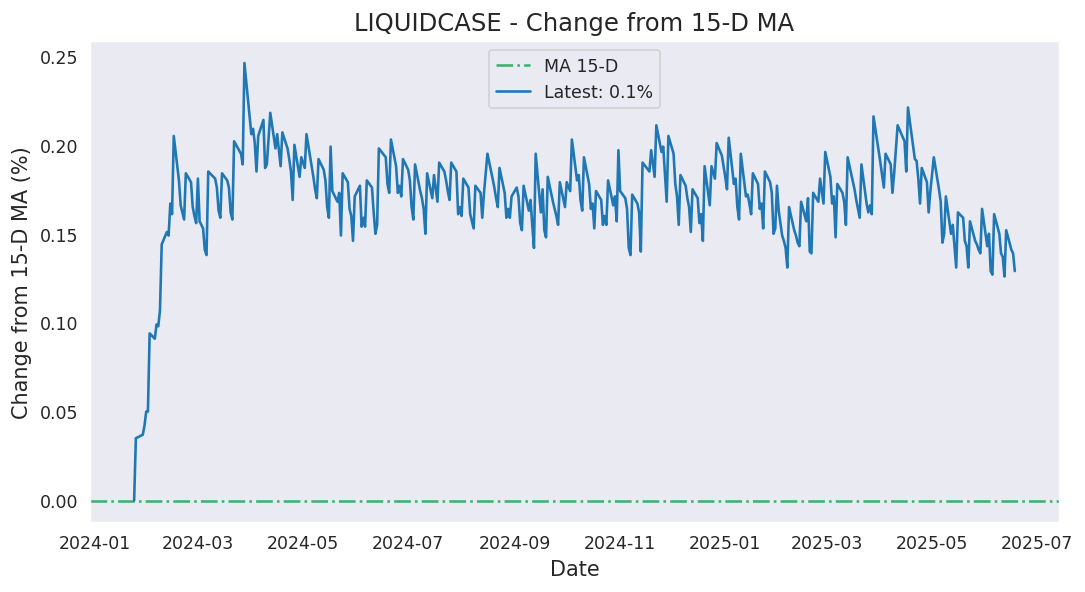 LIQUIDCASE - Change from 15-D MA
MA 15-D
Latest: 0.1%
Change from 15-D MA (%)
0.25
0.20
0.15
0.10
0.05
0.00
2024-01 2024-03 2024-05 2024-07 2024-09 2024-11 2025-01 2025-03 2025-05 2025-07
Date